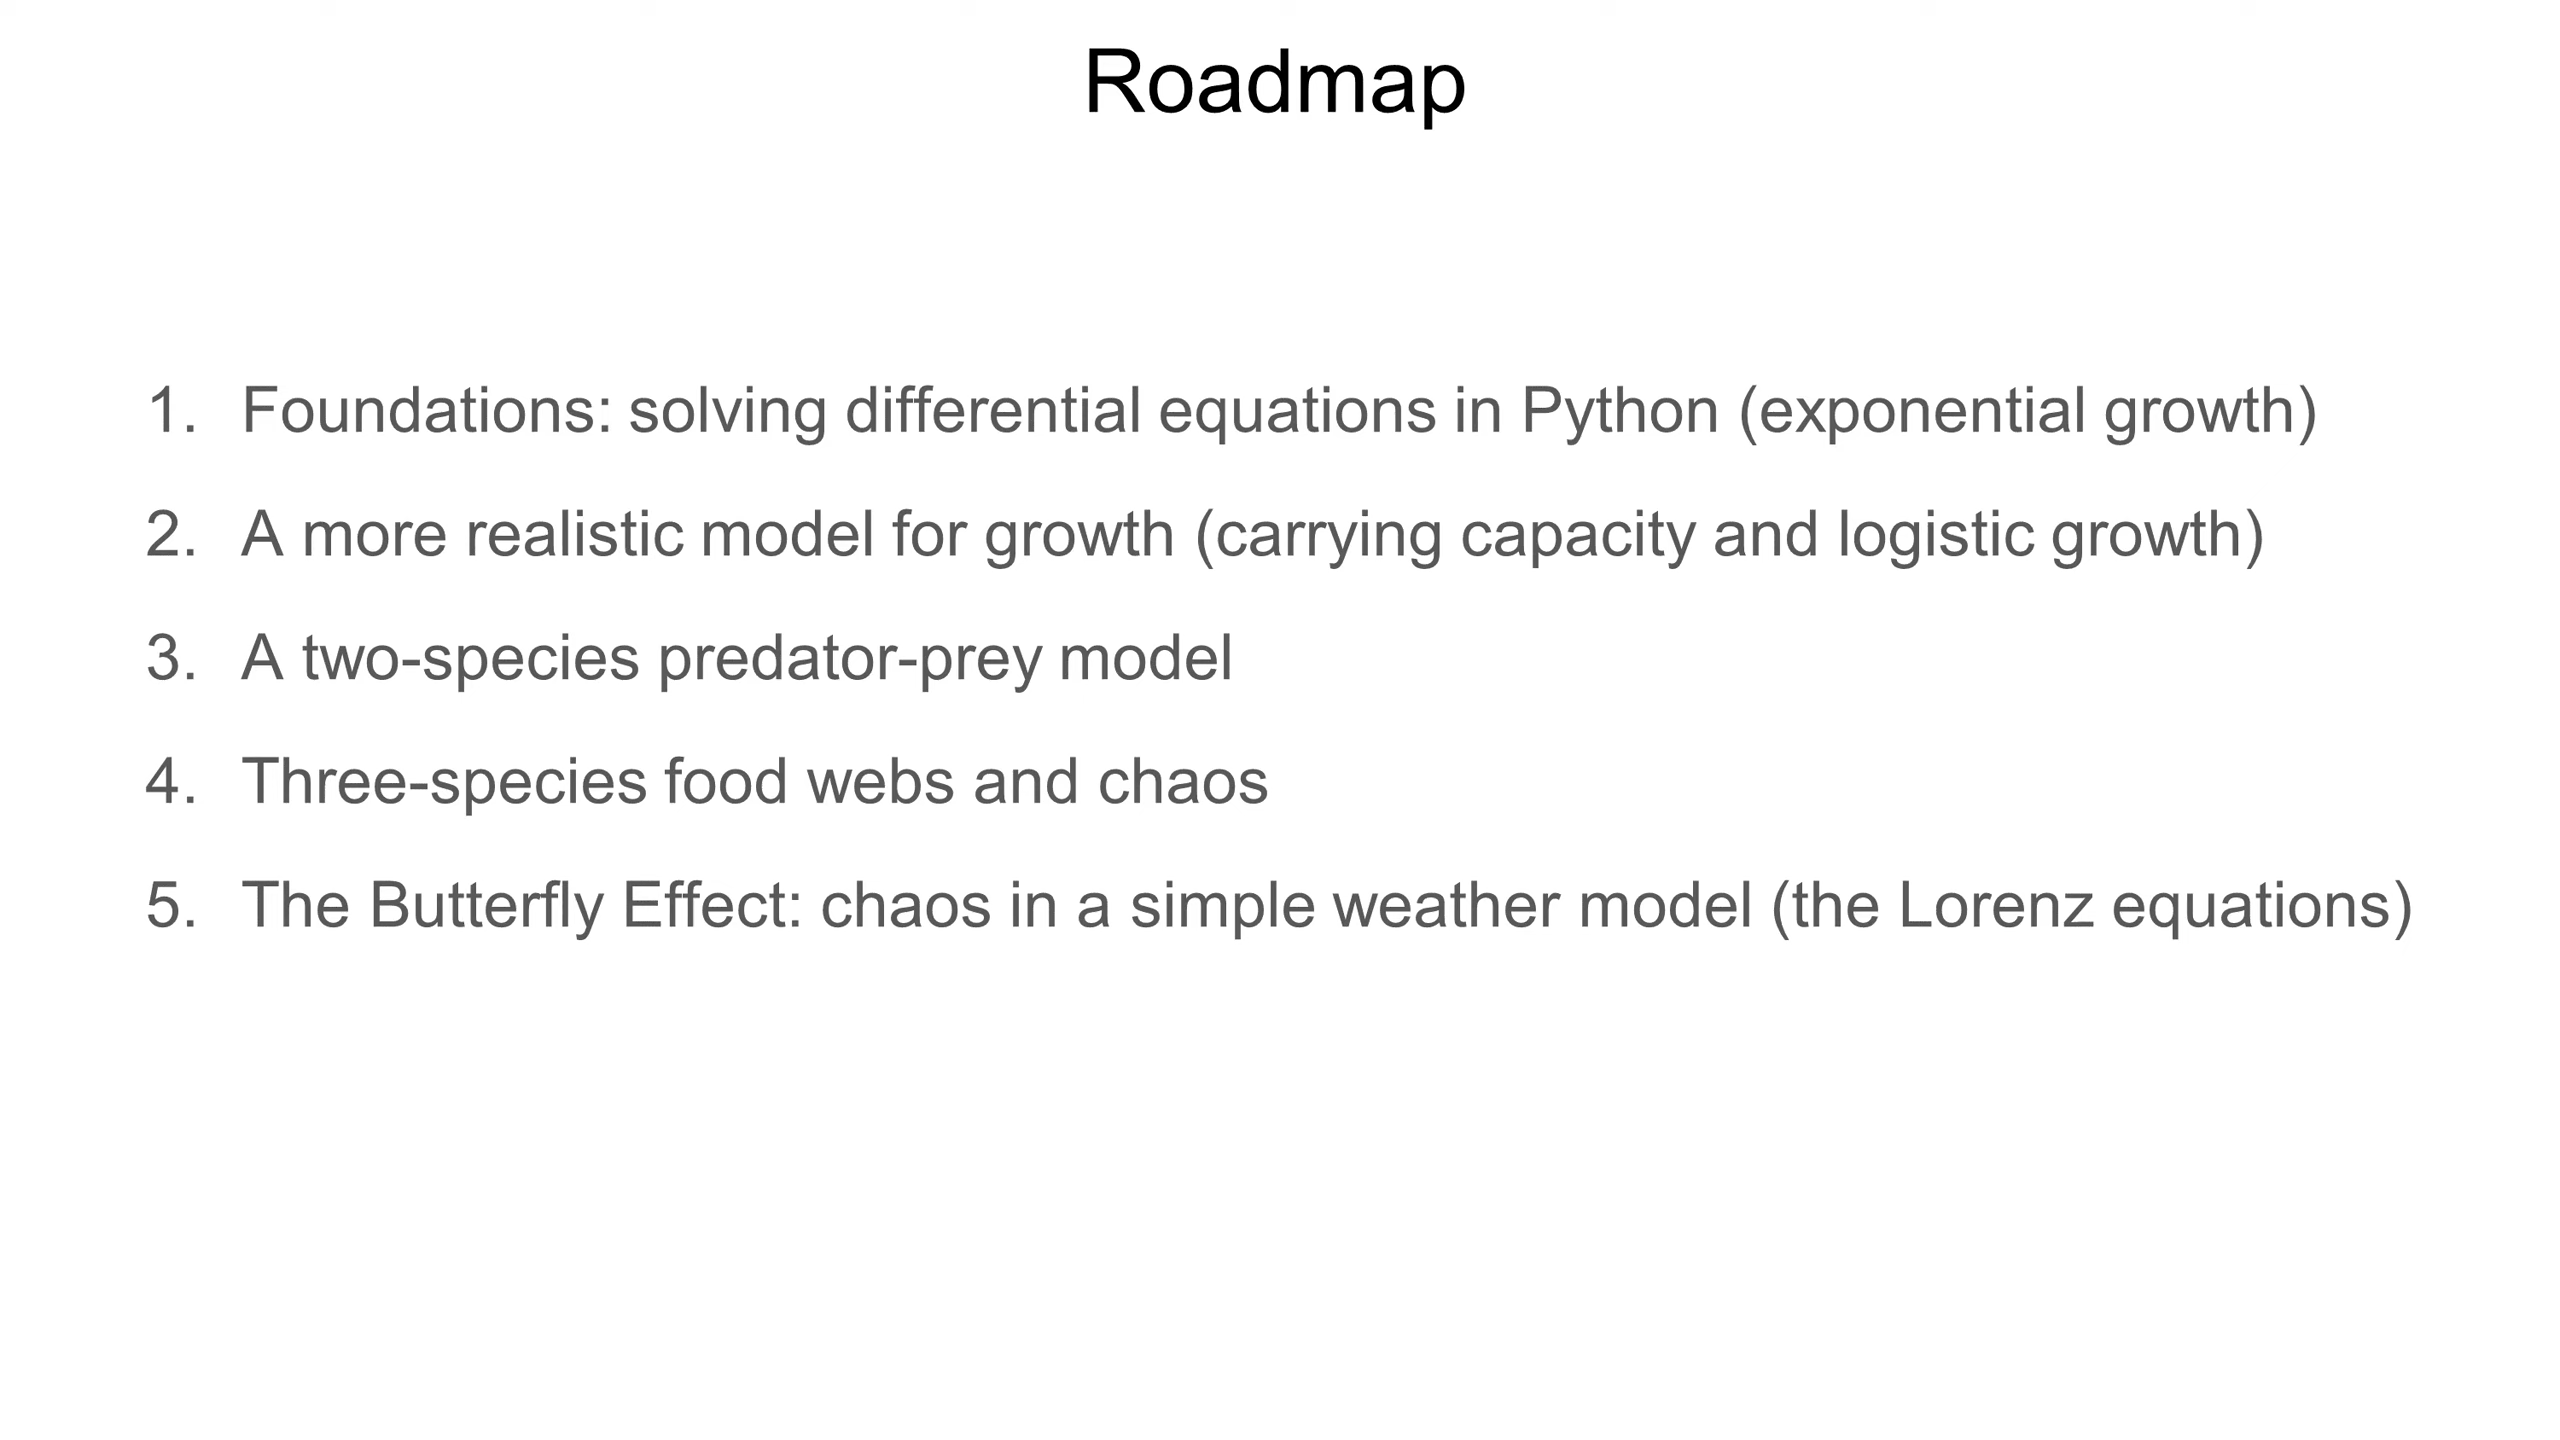 Roadmap
1. Foundations: solving differential equations in Python (exponential growth)
2. A more realistic model for growth (carrying capacity and logistic growth)
3. A two-species predator-prey model
4. Three-species food webs and chaos
5. The Butterfly Effect: chaos in a simple weather model (the Lorenz equations)